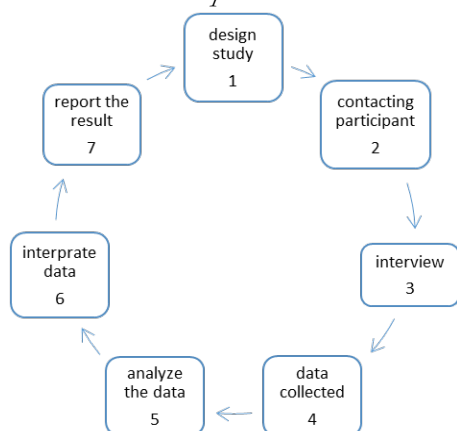 design
study
1
contacting
participant
2
interview
3
data
collected
4
analyze
the data
5
interprate
data
6
report the
result
7